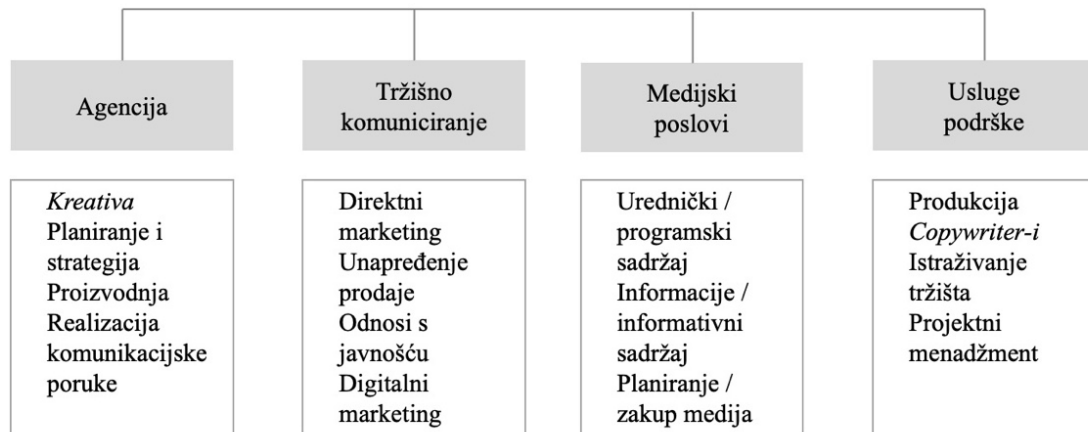 Agencija
Tržišno
komuniciranje
Medijski
poslovi
Usluge
podrške
Kreativa
Planiranje i
strategija
Proizvodnja
Realizacija
komunikacijske
poruke
Direktni
marketing
Unapređenje
prodaje
Odnosi s
javnošću
Digitalni
marketing
Urednički /
programski
sadržaj
Informacije /
informativni
sadržaj
Planiranje /
zakup medija
Produkcija
Copywriter-i
Istraživanje
tržišta
Projektni
menadžment